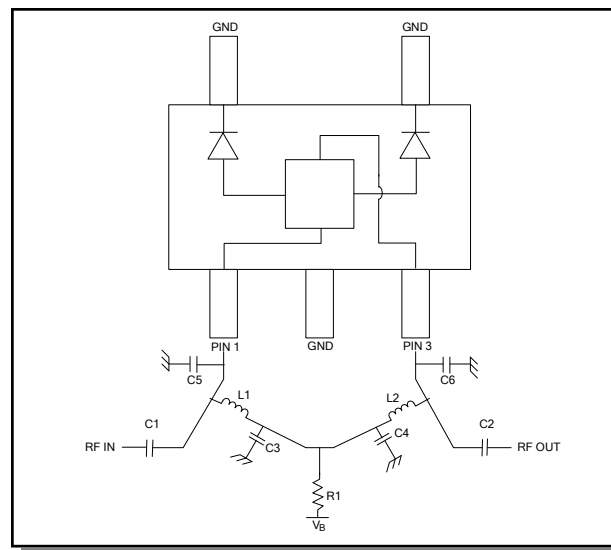 GND GND
PIN 1 GND PIN 3
C5 C6
L1 L2
C1 C2
RF IN C3 C4 RF OUT
R1
VB